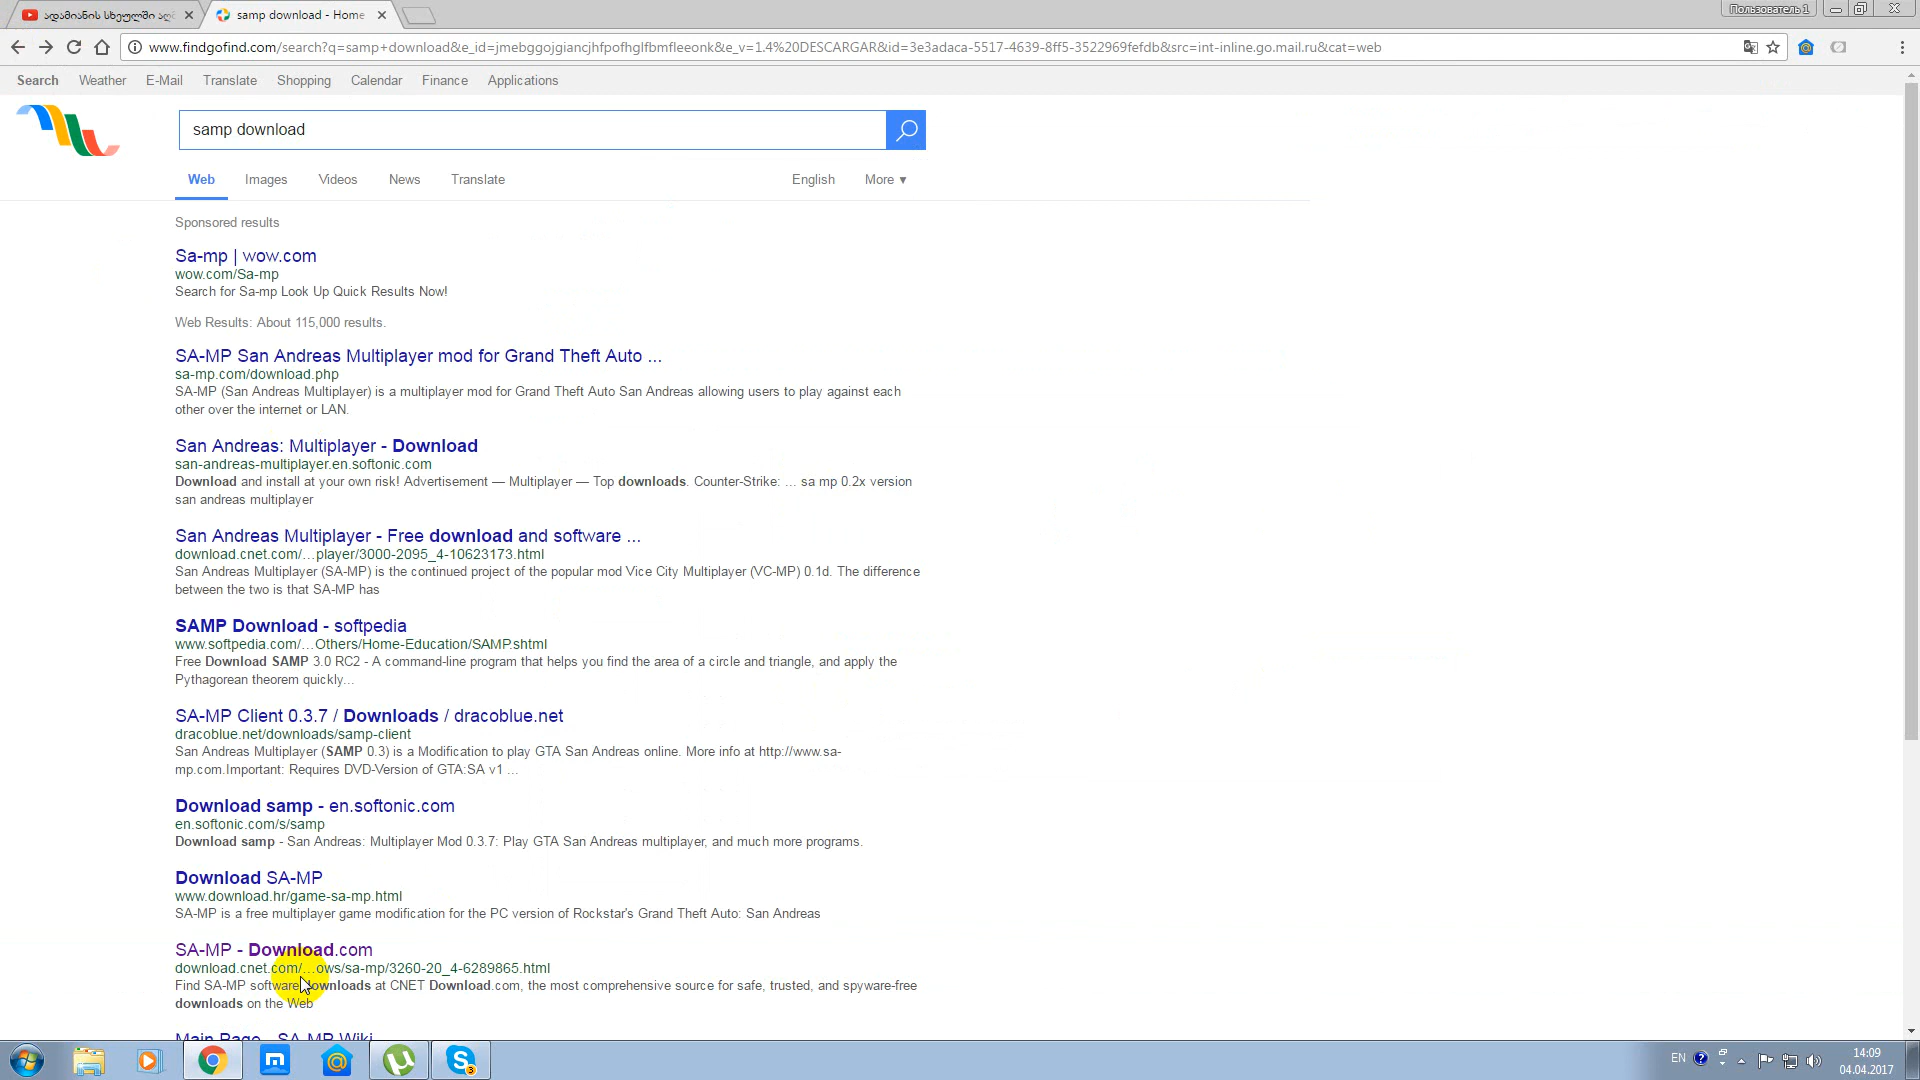 ადამიანის სხეულში აღ
samp download - Home
Пользователь 1
www.findgofind.com/search?q=samp+download&e_id=jmebggojgiancjhfpofhglfbmfleeonk&e_v=1.4%20DESCARGAR&id=3e3adaca-5517-4639-8ff5-3522969fefdb&src=int-inline.go.mail.ru&cat=web
Search Weather E-Mail Translate Shopping Calendar Finance Applications
samp download
Web Images Videos News Translate English More ▾
Sponsored results
Sa-mp | wow.com
wow.com/Sa-mp
Search for Sa-mp Look Up Quick Results Now!
Web Results: About 115,000 results.
SA-MP San Andreas Multiplayer mod for Grand Theft Auto ...
sa-mp.com/download.php
SA-MP (San Andreas Multiplayer) is a multiplayer mod for Grand Theft Auto San Andreas allowing users to play against each
other over the internet or LAN.
San Andreas: Multiplayer - Download
san-andreas-multiplayer.en.softonic.com
Download and install at your own risk! Advertisement — Multiplayer — Top downloads. Counter-Strike: ... sa mp 0.2x version
san andreas multiplayer
San Andreas Multiplayer - Free download and software ...
download.cnet.com/...player/3000-2095_4-10623173.html
San Andreas Multiplayer (SA-MP) is the continued project of the popular mod Vice City Multiplayer (VC-MP) 0.1d. The difference
between the two is that SA-MP has
SAMP Download - softpedia
www.softpedia.com/...Others/Home-Education/SAMP.shtml
Free Download SAMP 3.0 RC2 - A command-line program that helps you find the area of a circle and triangle, and apply the
Pythagorean theorem quickly...
SA-MP Client 0.3.7 / Downloads / dracoblue.net
dracoblue.net/downloads/samp-client
San Andreas Multiplayer (SAMP 0.3) is a Modification to play GTA San Andreas online. More info at http://www.sa-
mp.com.Important: Requires DVD-Version of GTA:SA v1 ...
Download samp - en.softonic.com
en.softonic.com/s/samp
Download samp - San Andreas: Multiplayer Mod 0.3.7: Play GTA San Andreas multiplayer, and much more programs.
Download SA-MP
www.download.hr/game-sa-mp.html
SA-MP is a free multiplayer game modification for the PC version of Rockstar's Grand Theft Auto: San Andreas
SA-MP - Download.com
download.cnet.com/...ows/sa-mp/3260-20_4-6289865.html
Find SA-MP software downloads at CNET Download.com, the most comprehensive source for safe, trusted, and spyware-free
downloads on the Web
Main Page - SA-MP Wiki
3
EN
14:09
04.04.2017